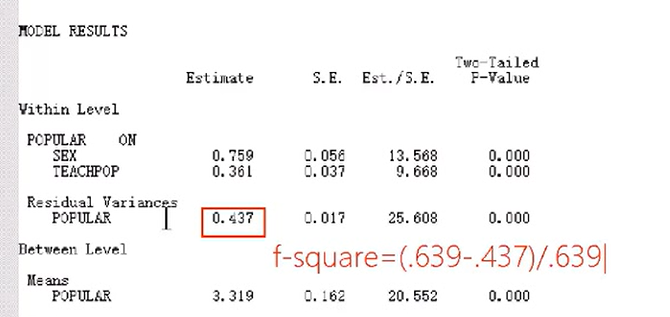 MODEL RESULTS
Two-Tailed
Estimate S.E. Est./S.E. P-Value
Within Level
POPULAR ON
SEX 0.759 0.056 13.568 0.000
TEACHPOP 0.361 0.037 9.668 0.000
Residual Variances
POPULAR 0.437 0.017 25.608 0.000
Between Level
f-square=(.639-.437)/.639
Means
POPULAR 3.319 0.162 20.552 0.000